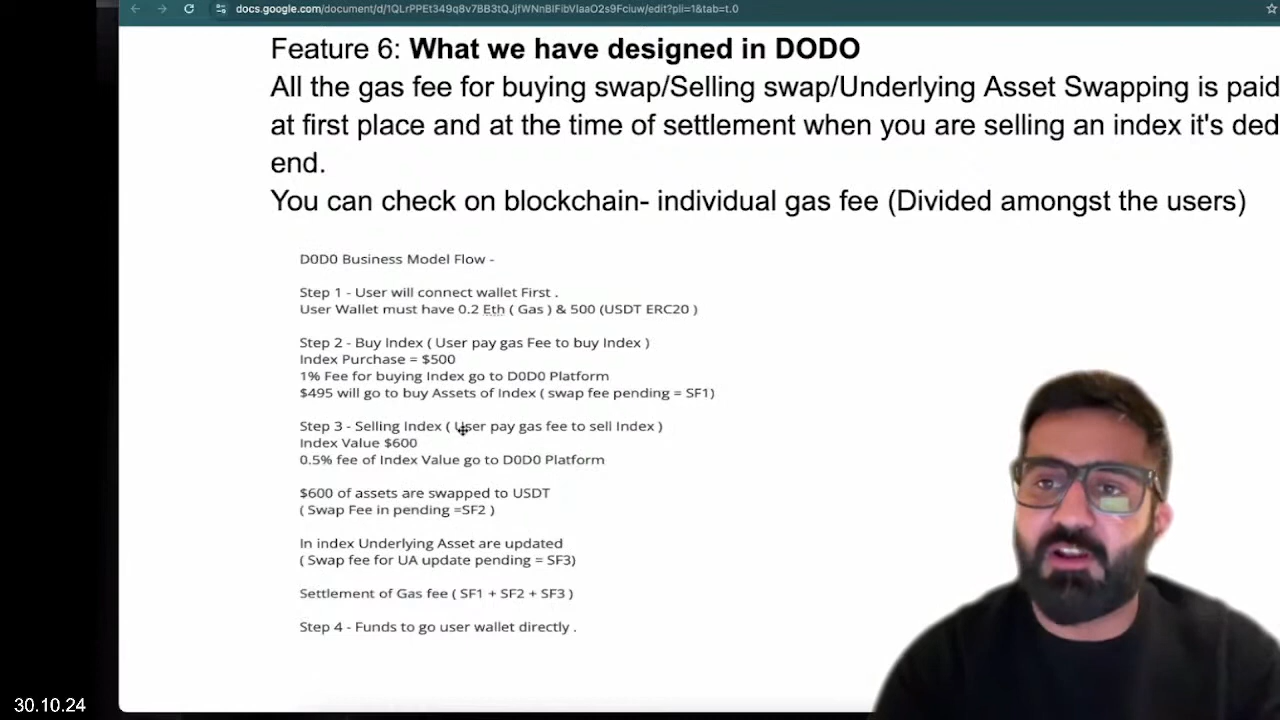 docs.google.com/document/d/1QLrPPEt349q8v7BB3tQJjfWNnBIFibVIaaO2s9Fciuw/edit?pli=1&tab=t.0
Feature 6: What we have designed in DODO
All the gas fee for buying swap/Selling swap/Underlying Asset Swapping is paid
at first place and at the time of settlement when you are selling an index it's ded
end.
You can check on blockchain- individual gas fee (Divided amongst the users)
D0D0 Business Model Flow -
Step 1 - User will connect wallet First .
User Wallet must have 0.2 Eth ( Gas ) & 500 (USDT ERC20 )
Step 2 - Buy Index ( User pay gas Fee to buy Index )
Index Purchase = $500
1% Fee for buying Index go to D0D0 Platform
$495 will go to buy Assets of Index ( swap fee pending = SF1)
Step 3 - Selling Index ( User pay gas fee to sell Index )
Index Value $600
0.5% fee of Index Value go to D0D0 Platform
$600 of assets are swapped to USDT
( Swap Fee in pending =SF2 )
In index Underlying Asset are updated
( Swap fee for UA update pending = SF3)
Settlement of Gas fee ( SF1 + SF2 + SF3 )
Step 4 - Funds to go user wallet directly .
30.10.24